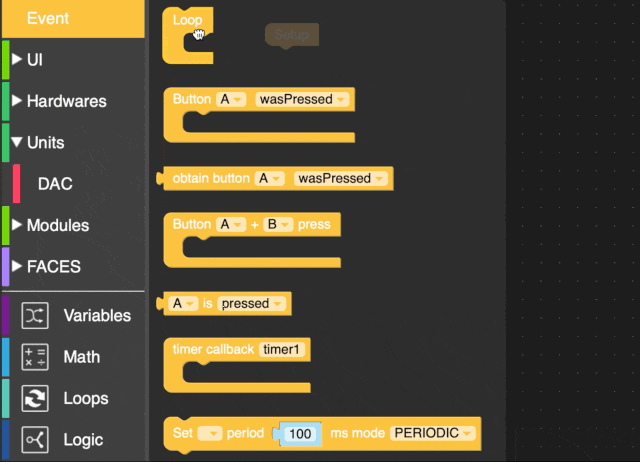 Event
UI
Hardwares
Units
DAC
Modules
FACES
Variables
Math
Loops
Logic
Loop
Setup
Button A wasPressed
obtain button A wasPressed
Button A + B press
A is pressed
timer callback timer1
Set period 100 ms mode PERIODIC